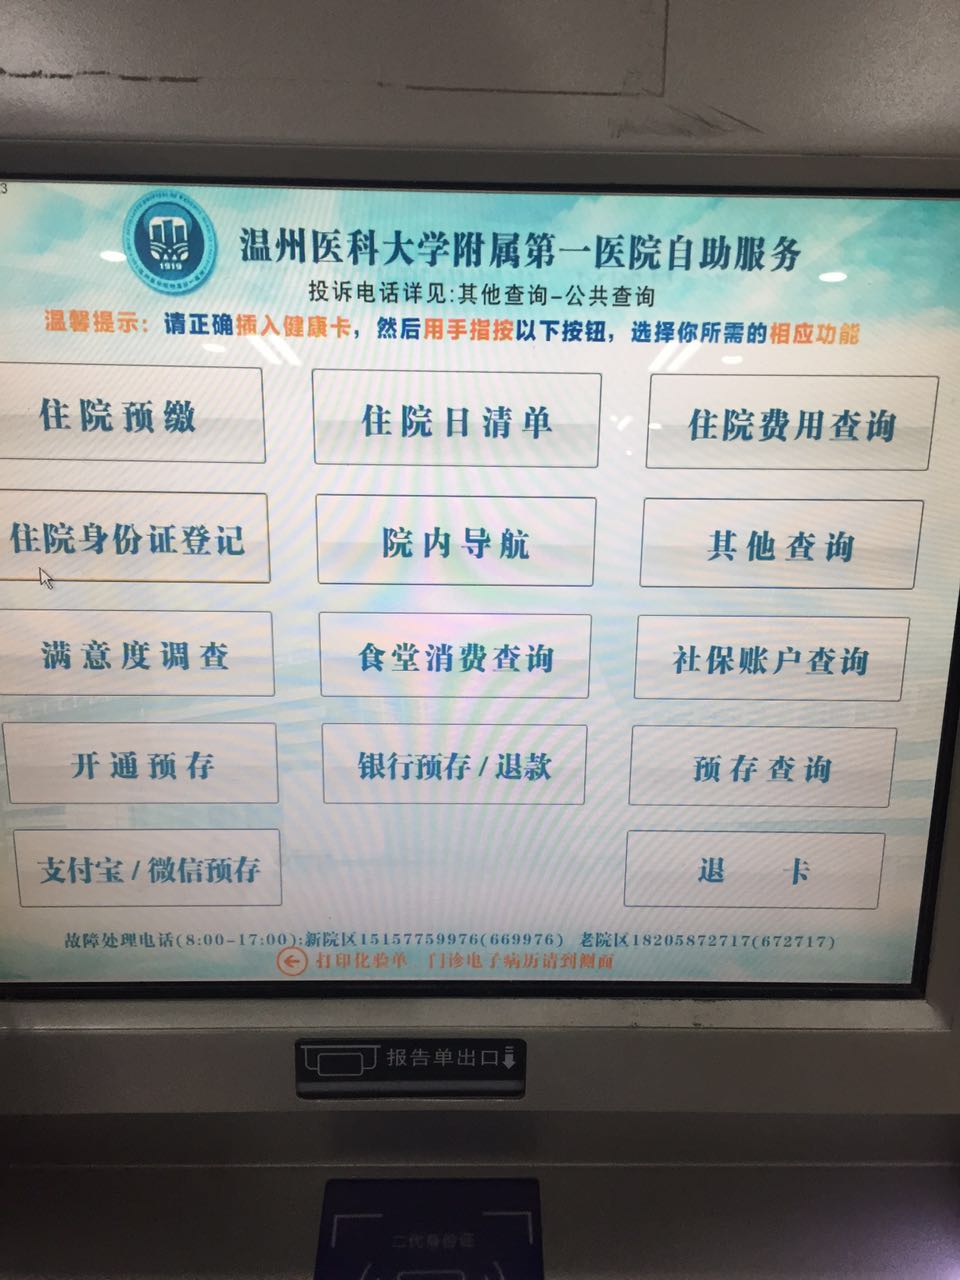 3
1919
温州医科大学附属第一医院自助服务
投诉电话详见:其他查询-公共查询
温馨提示：请正确插入健康卡，然后用手指按以下按钮，选择你所需的相应功能
住院预缴 住院日清单 住院费用查询
住院身份证登记 院内导航 其他查询
满意度调查 食堂消费查询 社保账户查询
开通预存 银行预存/退款 预存查询
支付宝/微信预存 退 卡
故障处理电话(8:00-17:00):新院区15157759976(669976) 老院区18205872717(672717)
打印化验单 门诊电子病历请到侧面
报告单出口
二代身份证